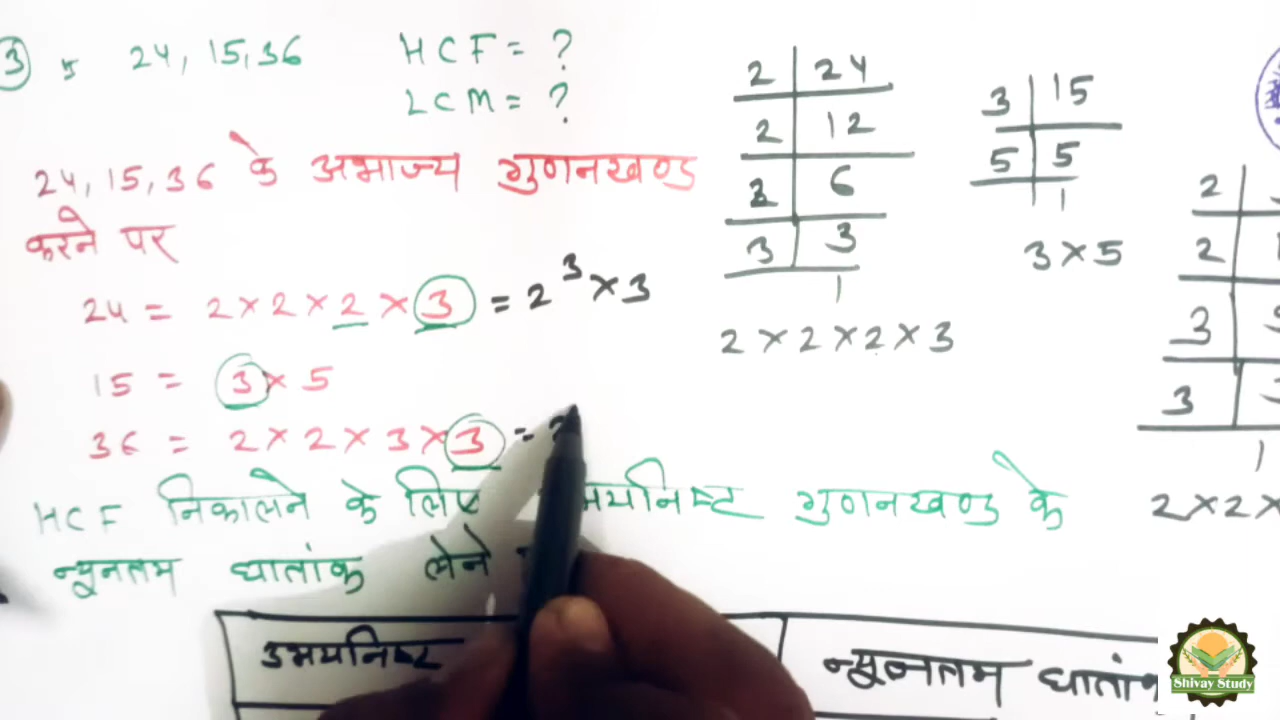 3 24, 15, 36 HCF = ?
LCM = ?
24, 15, 36 के अभाज्य गुणनखण्ड
करने पर
24 = 2 × 2 × 2 × 3 = 2³ × 3
15 = 3 × 5
36 = 2 × 2 × 3 × 3 =
HCF निकालने के लिए गुणनखण्ड के
न्यूनतम घातांक लेने
उभयनिष्ट
न्यूनतम घातांक
2 24
2 12
2 6
3 3
1
2 × 2 × 2 × 3
3 15
5 5
1
3 × 5
2
2
3
3
1
2 × 2 ×
Shivay Study